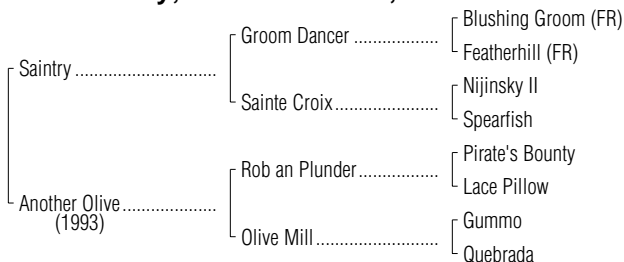 Blushing Groom (FR)
Groom Dancer ...................
Featherhill (FR)
Saintry ................................
Nijinsky II
Sainte Croix.......................
Spearfish
Pirate's Bounty
Rob an Plunder..................
Lace Pillow
Another Olive.....................
(1993)
Gummo
Olive Mill...........................
Quebrada